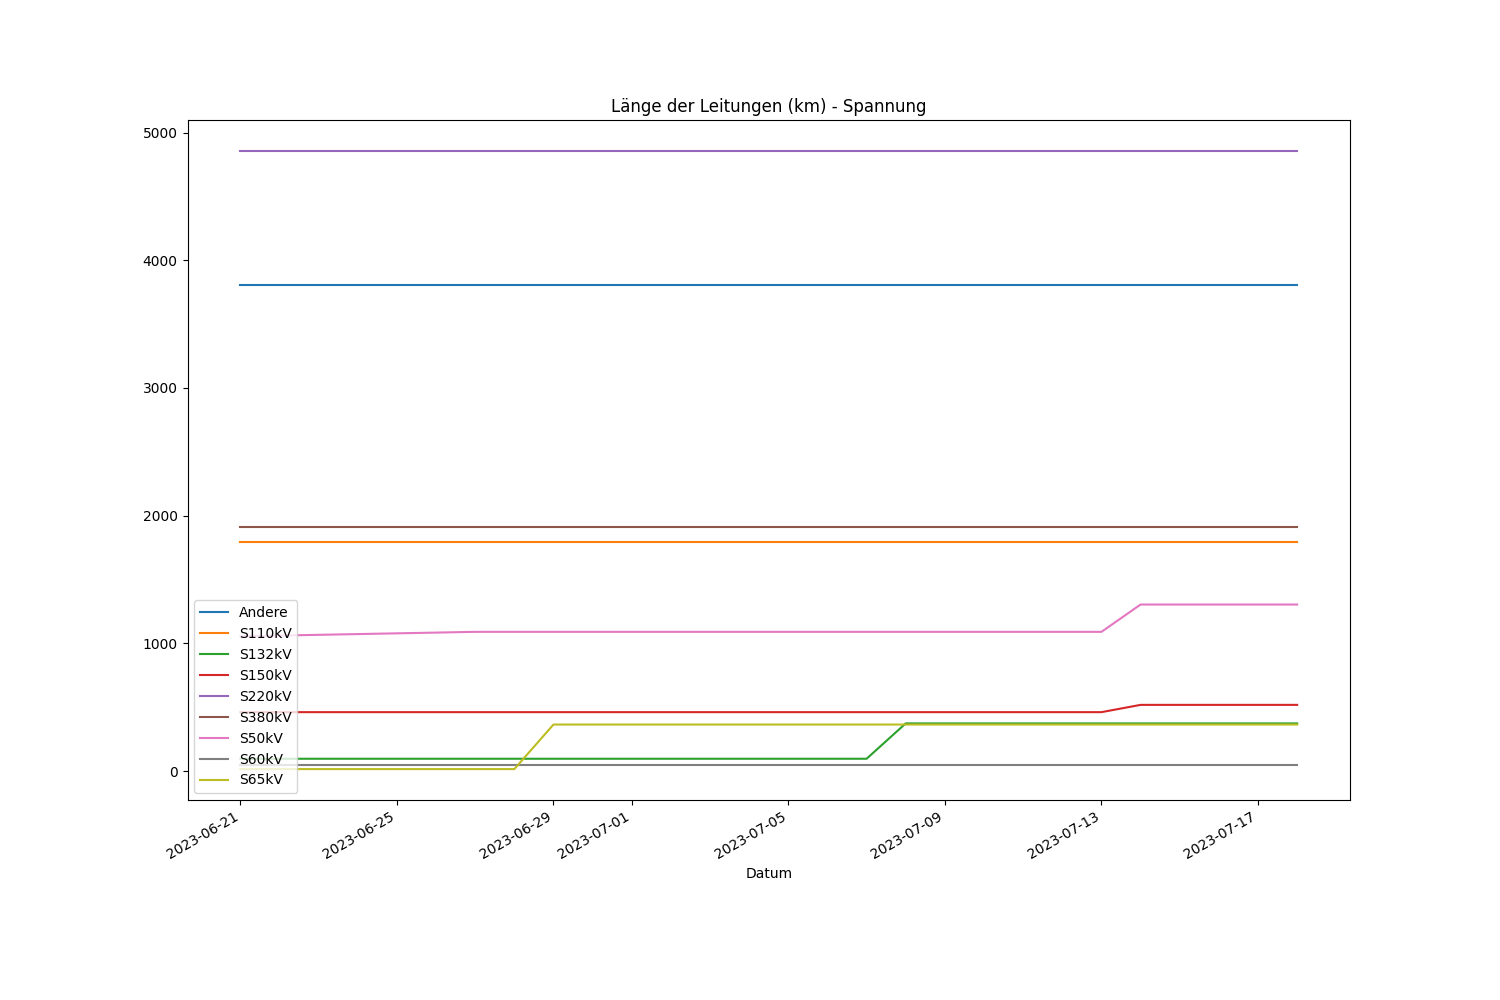 Länge der Leitungen (km) - Spannung
5000
4000
3000
2000
1000
0
Andere
S110kV
S132kV
S150kV
S220kV
S380kV
S50kV
S60kV
S65kV
2023-06-21
2023-06-25
2023-06-29
2023-07-01
2023-07-05
2023-07-09
2023-07-13
2023-07-17
Datum